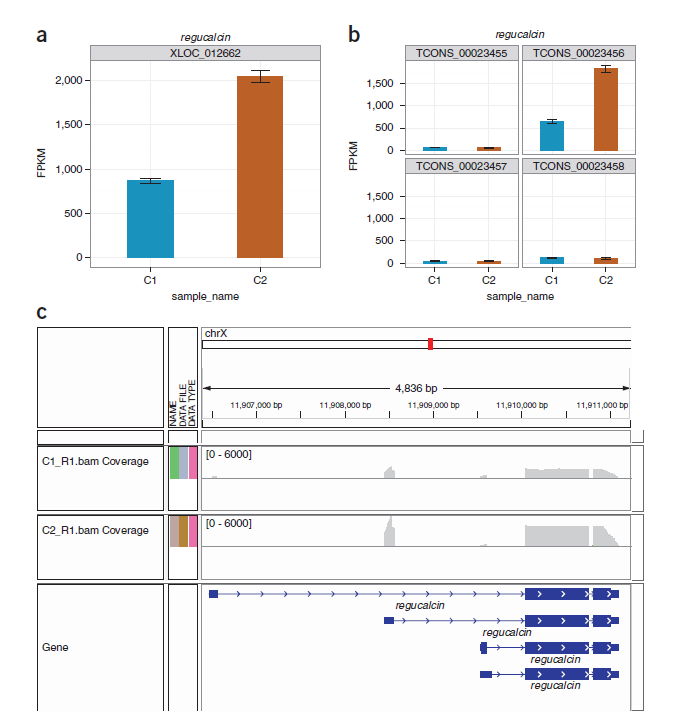 a
regucalcin
XLOC_012662
FPKM
2,000
1,500
1,000
500
0
C1 C2
sample_name
b
regucalcin
TCONS_00023455 TCONS_00023456
FPKM
1,500
1,000
500
0
TCONS_00023457 TCONS_00023458
1,500
1,000
500
0
C1 C2 C1 C2
sample_name
c
NAME
DATA FILE
DATA TYPE
chrX
4,836 bp
11,907,000 bp 11,908,000 bp 11,909,000 bp 11,910,000 bp 11,911,000 bp
C1_R1.bam Coverage [0 - 6000]
C2_R1.bam Coverage [0 - 6000]
Gene
regucalcin
regucalcin
regucalcin
regucalcin